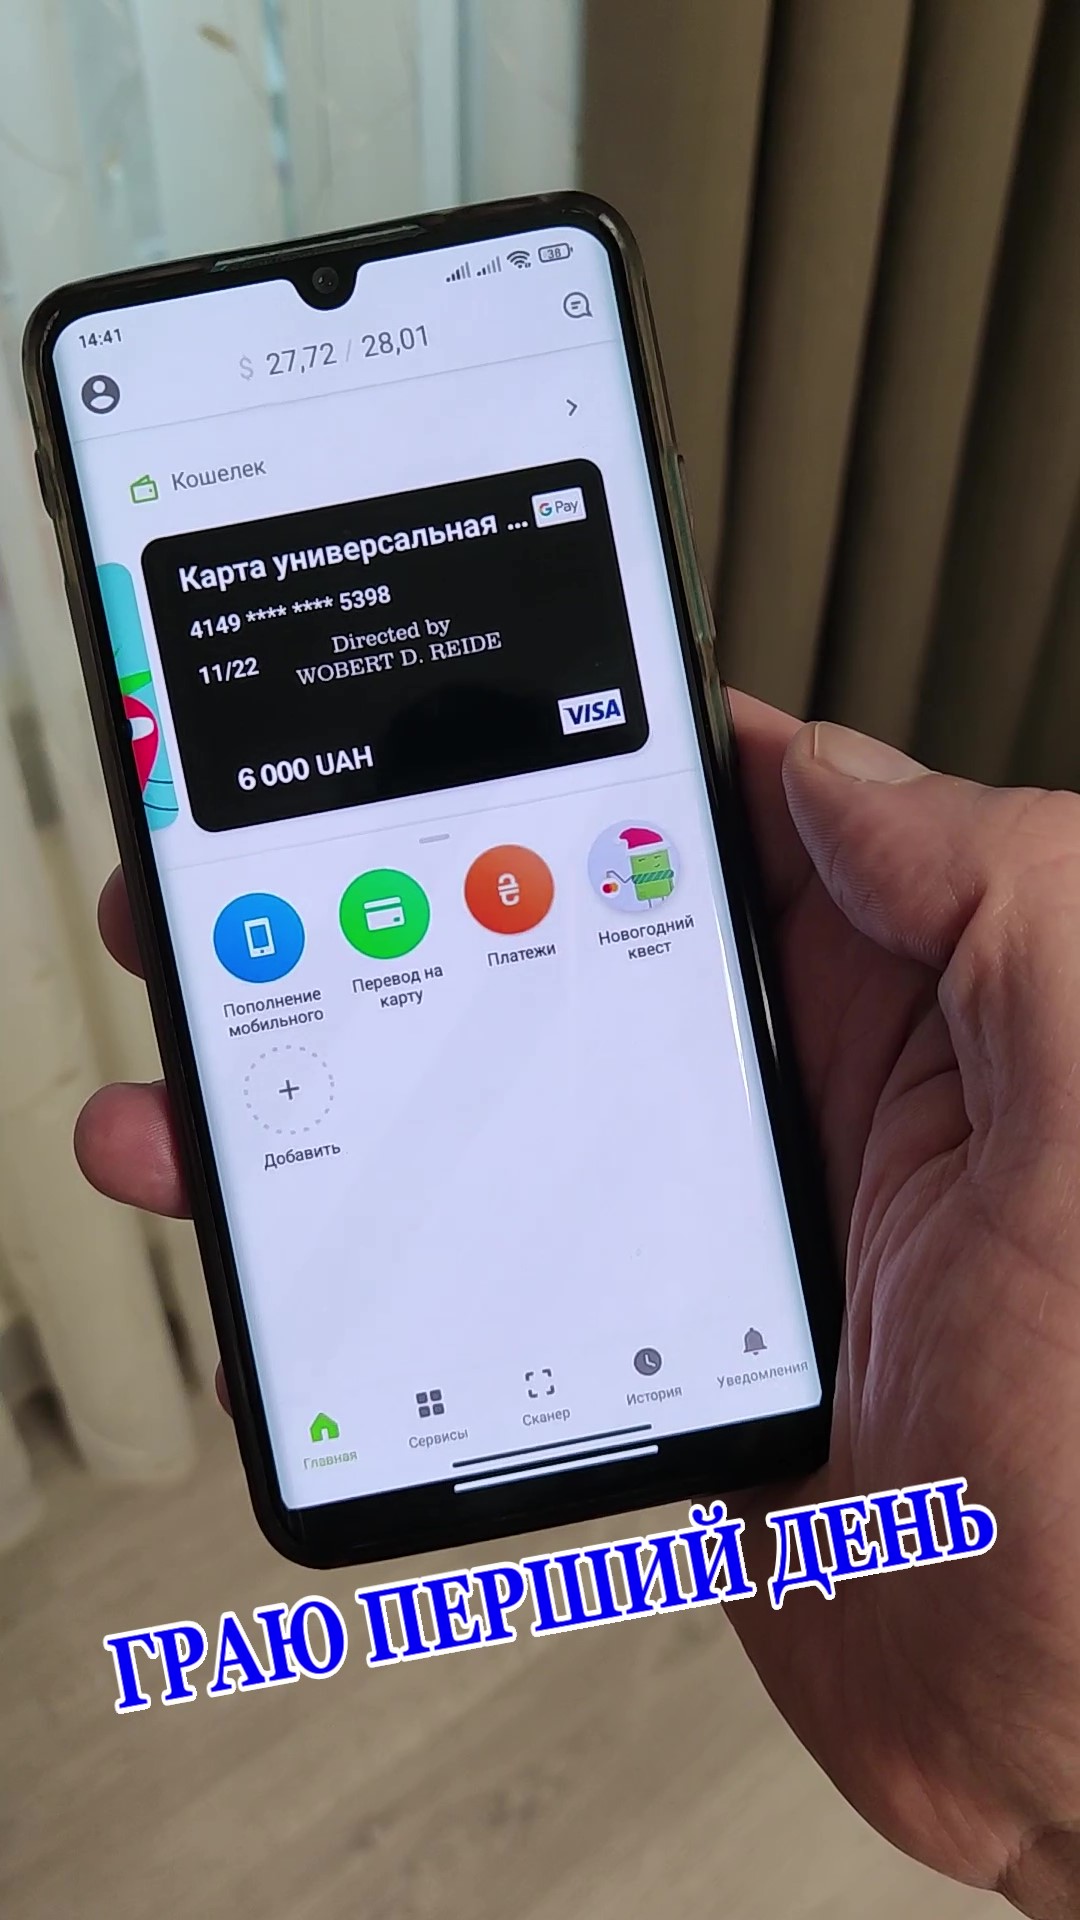 14:41
38
$ 27,72 / 28,01
Кошелек
Карта универсальная ...
G Pay
4149 **** **** 5398
11/22
Directed by
WOBERT D. REIDE
VISA
6 000 UAH
Пополнение
мобильного
Перевод на
карту
Платежи
Новогодний
квест
Добавить
Главная
Сервисы
Сканер
История
Уведомления
ГРАЮ ПЕРШИЙ ДЕНЬ